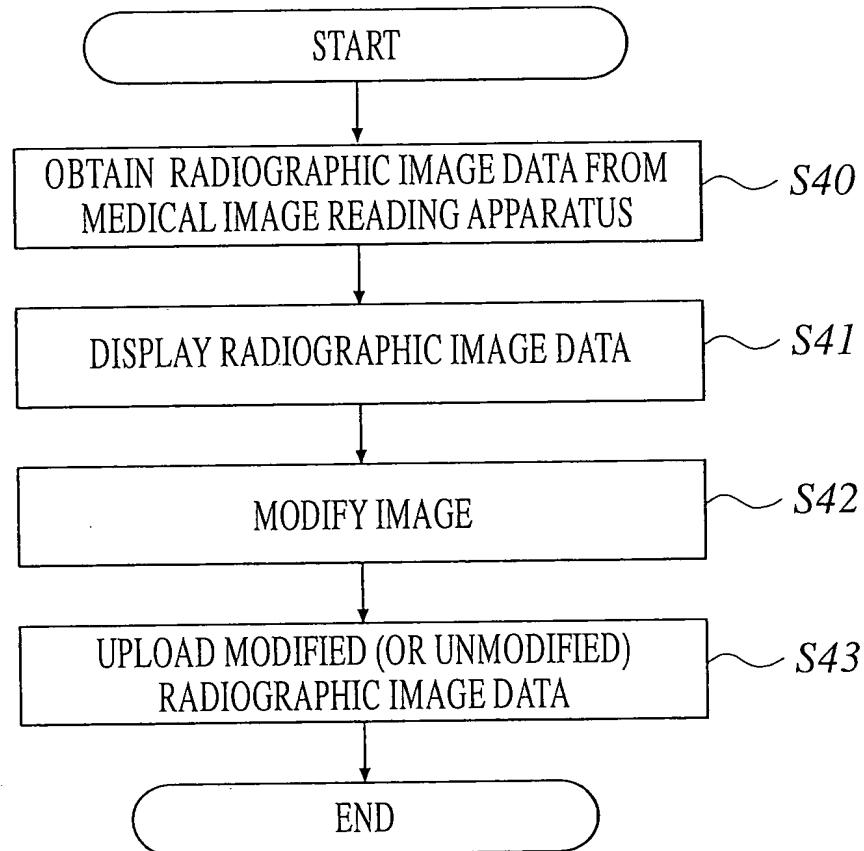 START
OBTAIN RADIOGRAPHIC IMAGE DATA FROM
MEDICAL IMAGE READING APPARATUS
S40
DISPLAY RADIOGRAPHIC IMAGE DATA
S41
MODIFY IMAGE
S42
UPLOAD MODIFIED (OR UNMODIFIED)
RADIOGRAPHIC IMAGE DATA
S43
END